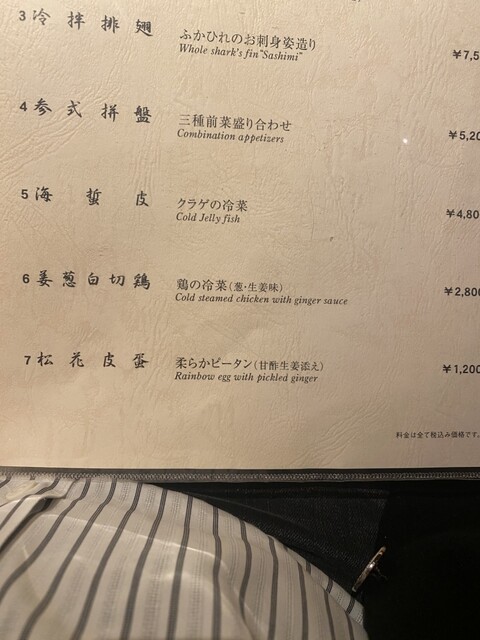 3 冷拌排翅
ふかひれのお刺身姿造り
Whole shark's fin "Sashimi"
¥7,5
4 参式拼盤
三種前菜盛り合わせ
Combination appetizers
¥5,20
5 海蜇皮
クラゲの冷菜
Cold Jelly fish
¥4,80
6 姜葱白切鶏
鶏の冷菜(葱・生姜味)
Cold steamed chicken with ginger sauce
¥2,800
7 松花皮蛋
柔らかピータン(甘酢生姜添え)
Rainbow egg with pickled ginger
¥1,200
料金は全て税込み価格です。